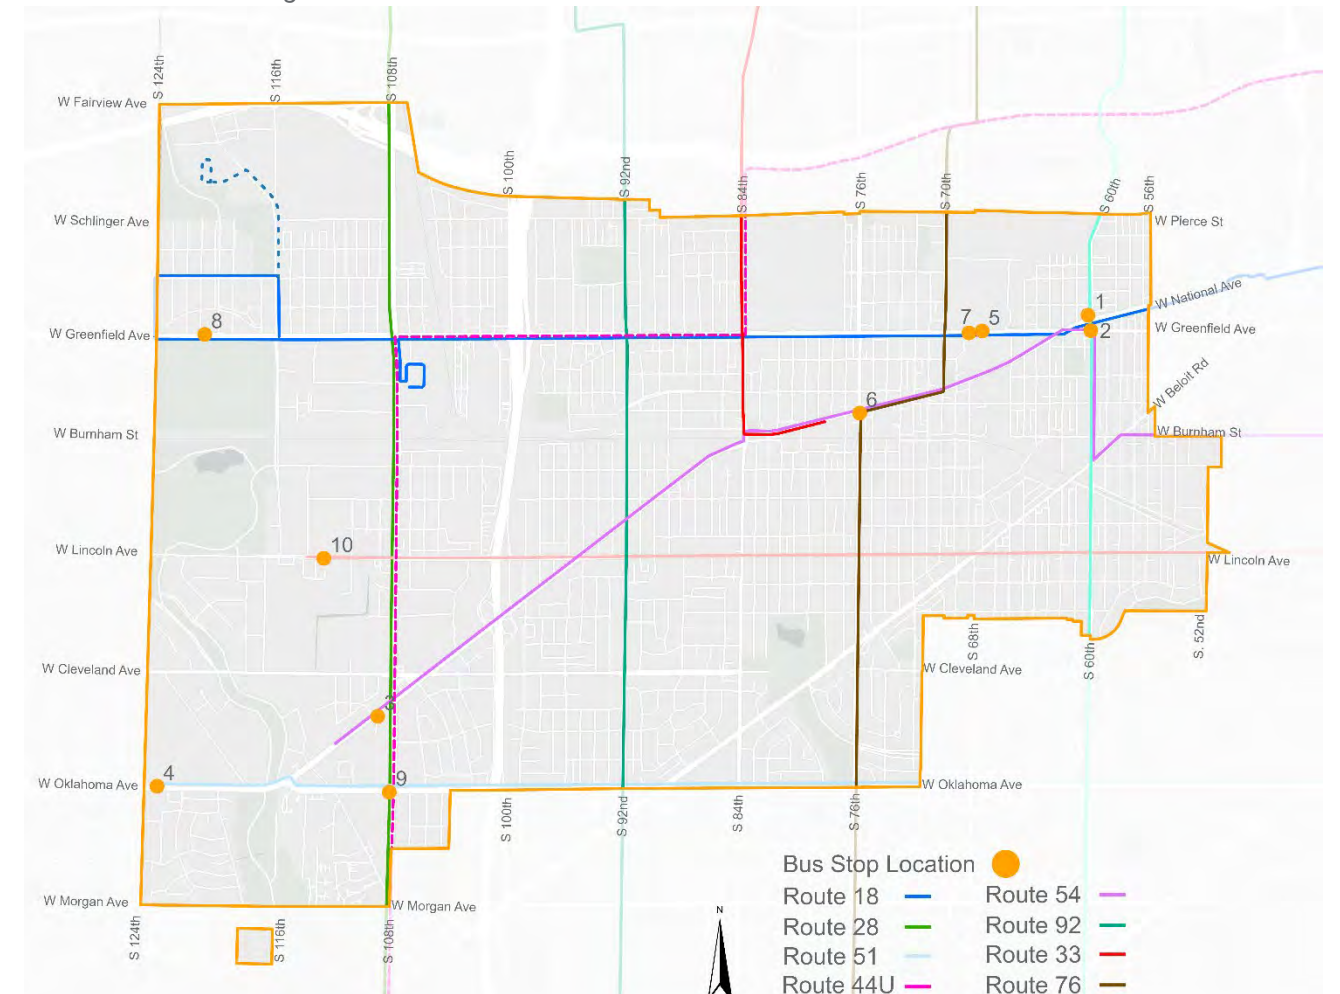 S 124th
S 116th
S 108th
W Fairview Ave
S 100th
S 92nd
S 84th
S 76th
S 70th
S 60th
S 56th
W Schlinger Ave
W Pierce St
W National Ave
8
7
5
1
W Greenfield Ave
2
W Greenfield Ave
W Beloit Rd
6
W Burnham St
W Burnham St
10
W Lincoln Ave
W Lincoln Ave
S 68th
S 60th
S. 52nd
W Cleveland Ave
W Cleveland Ave
3
4
9
W Oklahoma Ave
W Oklahoma Ave
S 100th
S 92nd
S 84th
S 76th
Bus Stop Location
Route 18
Route 54
Route 28
Route 92
Route 51
Route 33
Route 44U
Route 76
W Morgan Ave
W Morgan Ave
S 124th
S 116th
S 108th
N